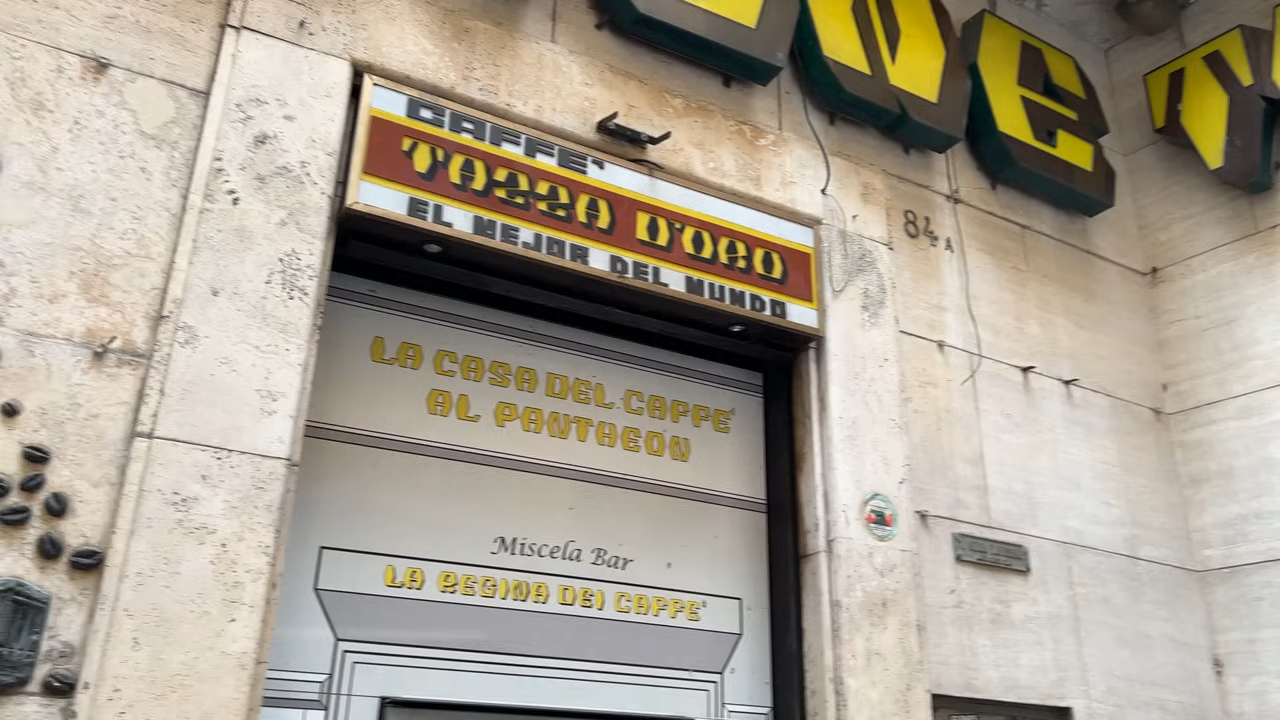 CAFFE'
TAZZA D'ORO
EL MEJOR DEL MUNDO
84 A
LA CASA DEL CAFFE'
AL PANTHEON
Miscela Bar
LA REGINA DEI CAFFE'